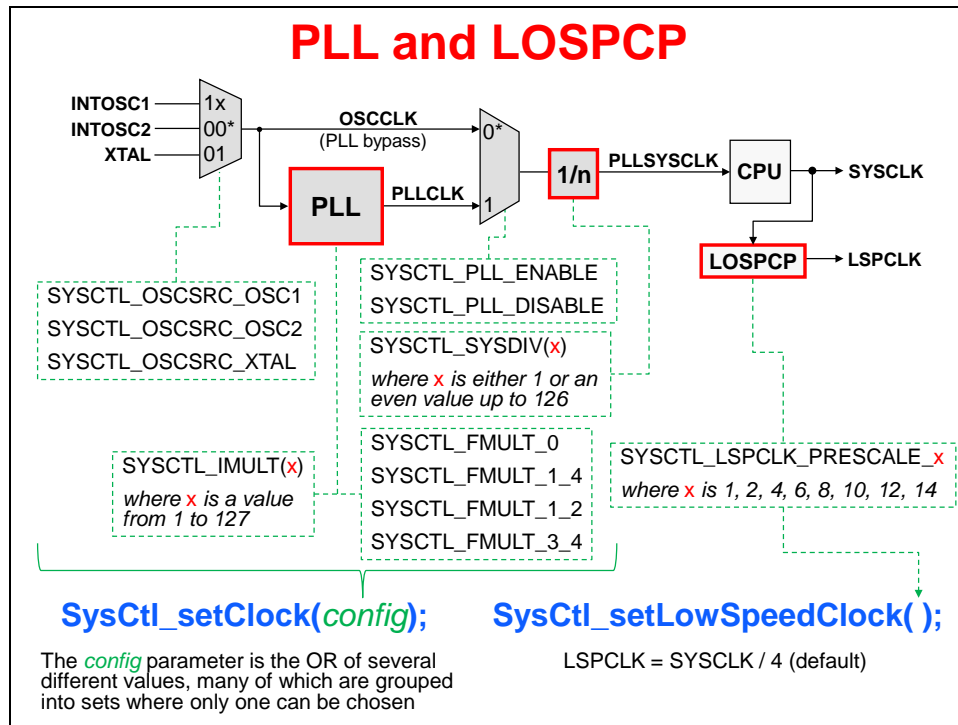 PLL and LOSPCP
INTOSC1
INTOSC2
XTAL
1x
00*
01
OSCCLK
(PLL bypass)
PLL
PLLCLK
0*
1
1/n
PLLSYSCLK
CPU
SYSCLK
LOSPCP
LSPCLK
SYSCTL_OSCSRC_OSC1
SYSCTL_OSCSRC_OSC2
SYSCTL_OSCSRC_XTAL
SYSCTL_PLL_ENABLE
SYSCTL_PLL_DISABLE
SYSCTL_SYSDIV(x)
where x is either 1 or an
even value up to 126
SYSCTL_IMULT(x)
where x is a value
from 1 to 127
SYSCTL_FMULT_0
SYSCTL_FMULT_1_4
SYSCTL_FMULT_1_2
SYSCTL_FMULT_3_4
SYSCTL_LSPCLK_PRESCALE_x
where x is 1, 2, 4, 6, 8, 10, 12, 14
SysCtl_setClock(config);
The config parameter is the OR of several
different values, many of which are grouped
into sets where only one can be chosen
SysCtl_setLowSpeedClock( );
LSPCLK = SYSCLK / 4 (default)